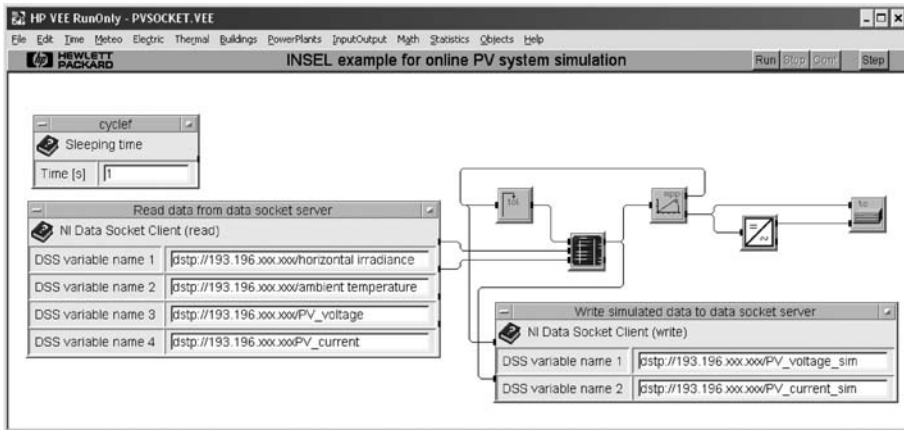 HP VEE RunOnly - PVSOCKET.VEE
File Edit Time Meteo Electric Thermal Buildings PowerPlants InputOutput Math Statistics Objects Help
HEWLETT PACKARD INSEL example for online PV system simulation Run Stop Cont Step
cyclef
Sleeping time
Time [s] 1
Read data from data socket server
NI Data Socket Client (read)
DSS variable name 1 dstp://193.196.xxx.xxx/horizontal irradiance
DSS variable name 2 dstp://193.196.xxx.xxx/ambient temperature
DSS variable name 3 dstp://193.196.xxx.xxx/PV_voltage
DSS variable name 4 dstp://193.196.xxx.xxxPV_current
tol
mpp
to
Write simulated data to data socket server
NI Data Socket Client (write)
DSS variable name 1 dstp://193.196.xxx.xxx/PV_voltage_sim
DSS variable name 2 dstp://193.196.xxx.xxx/PV_current_sim